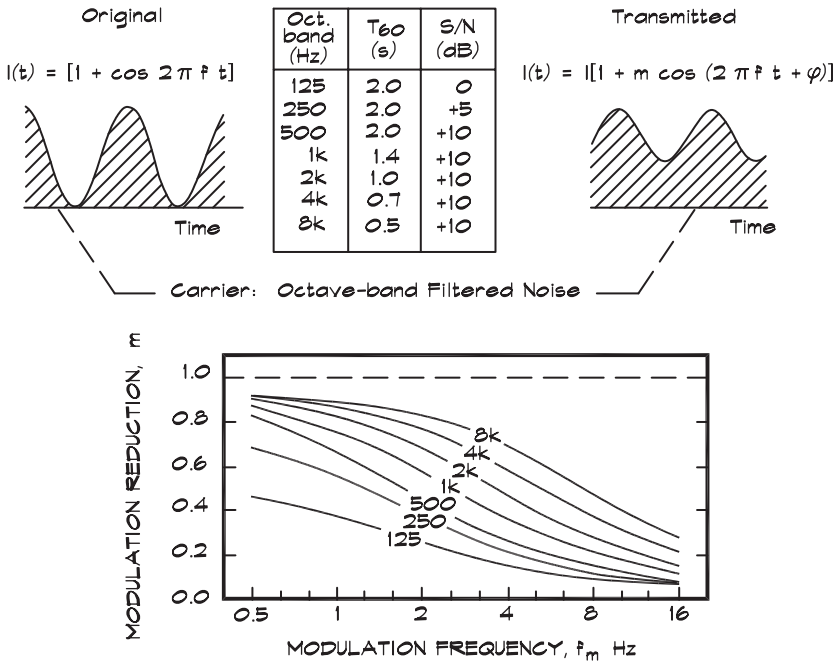 Original
I(t) = [1 + cos 2 π f t]
Time
Oct. band (Hz) T60 (s) S/N (dB)
125 2.0 0
250 2.0 +5
500 2.0 +10
1k 1.4 +10
2k 1.0 +10
4k 0.7 +10
8k 0.5 +10
Transmitted
I(t) = I[1 + m cos (2 π f t + φ)]
Time
Carrier: Octave-band Filtered Noise
MODULATION REDUCTION, m
1.0
0.8
0.6
0.4
0.2
0.0
8k
4k
2k
1k
500
250
125
0.5 1 2 4 8 16
MODULATION FREQUENCY, fm Hz